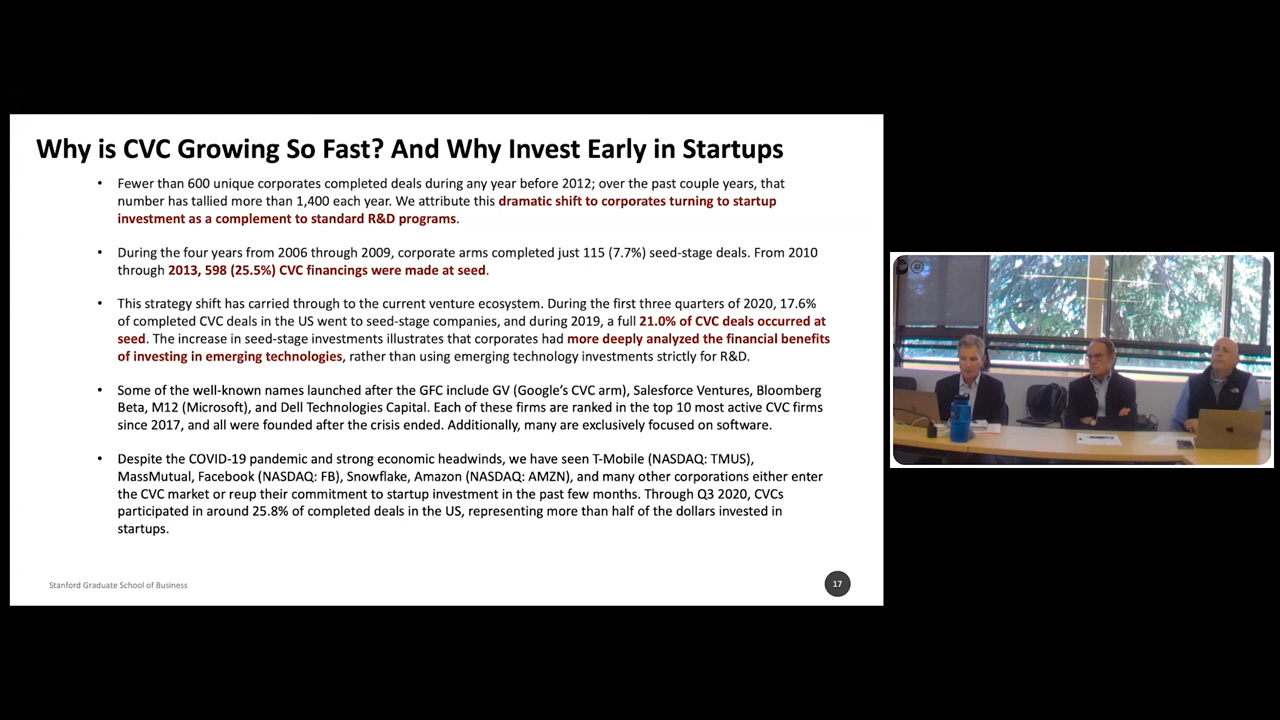 Why is CVC Growing So Fast? And Why Invest Early in Startups
• Fewer than 600 unique corporates completed deals during any year before 2012; over the past couple years, that
number has tallied more than 1,400 each year. We attribute this dramatic shift to corporates turning to startup
investment as a complement to standard R&D programs.
• During the four years from 2006 through 2009, corporate arms completed just 115 (7.7%) seed-stage deals. From 2010
through 2013, 598 (25.5%) CVC financings were made at seed.
• This strategy shift has carried through to the current venture ecosystem. During the first three quarters of 2020, 17.6%
of completed CVC deals in the US went to seed-stage companies, and during 2019, a full 21.0% of CVC deals occurred at
seed. The increase in seed-stage investments illustrates that corporates had more deeply analyzed the financial benefits
of investing in emerging technologies, rather than using emerging technology investments strictly for R&D.
• Some of the well-known names launched after the GFC include GV (Google's CVC arm), Salesforce Ventures, Bloomberg
Beta, M12 (Microsoft), and Dell Technologies Capital. Each of these firms are ranked in the top 10 most active CVC firms
since 2017, and all were founded after the crisis ended. Additionally, many are exclusively focused on software.
• Despite the COVID-19 pandemic and strong economic headwinds, we have seen T-Mobile (NASDAQ: TMUS),
MassMutual, Facebook (NASDAQ: FB), Snowflake, Amazon (NASDAQ: AMZN), and many other corporations either enter
the CVC market or reup their commitment to startup investment in the past few months. Through Q3 2020, CVCs
participated in around 25.8% of completed deals in the US, representing more than half of the dollars invested in
startups.
Stanford Graduate School of Business
17